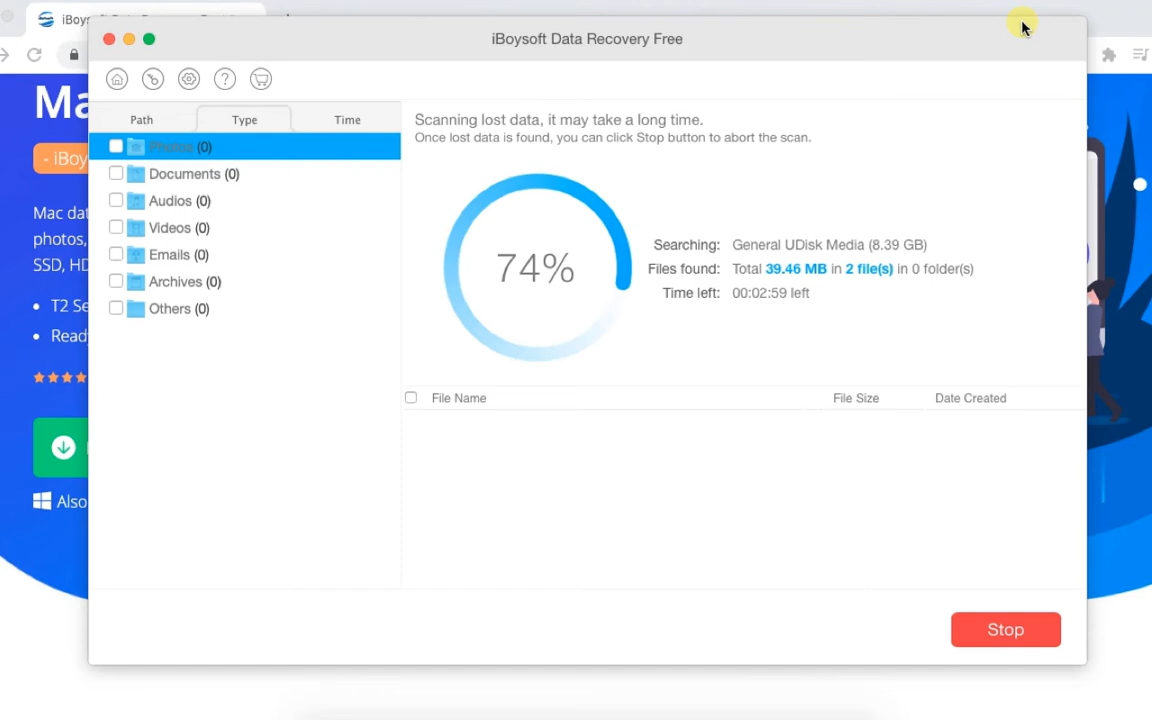 iBoys
iBoysoft Data Recovery Free
Ma
- iBoy
Mac dat
photos,
SSD, HD
T2 Se
Ready
Also
Path Type Time
Photos (0)
Documents (0)
Audios (0)
Videos (0)
Emails (0)
Archives (0)
Others (0)
Scanning lost data, it may take a long time.
Once lost data is found, you can click Stop button to abort the scan.
74%
Searching: General UDisk Media (8.39 GB)
Files found: Total 39.46 MB in 2 file(s) in 0 folder(s)
Time left: 00:02:59 left
File Name File Size Date Created
Stop